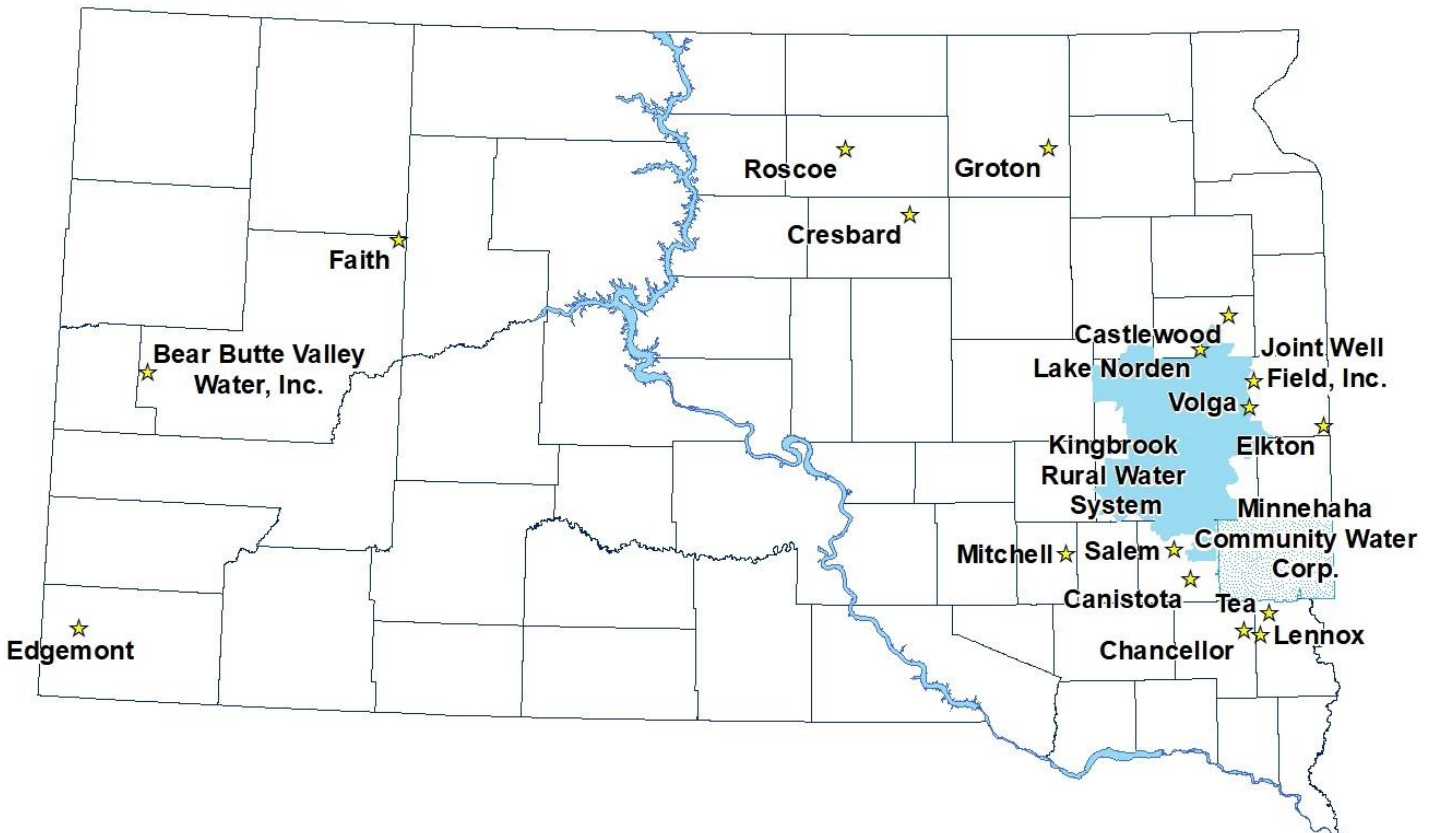 Roscoe
Groton
Cresbard
Faith
Bear Butte Valley
Water, Inc.
Castlewood
Lake Norden
Joint Well
Field, Inc.
Volga
Elkton
Kingbrook
Rural Water
System
Minnehaha
Community Water
Corp.
Mitchell
Salem
Canistota
Tea
Lennox
Chancellor
Edgemont